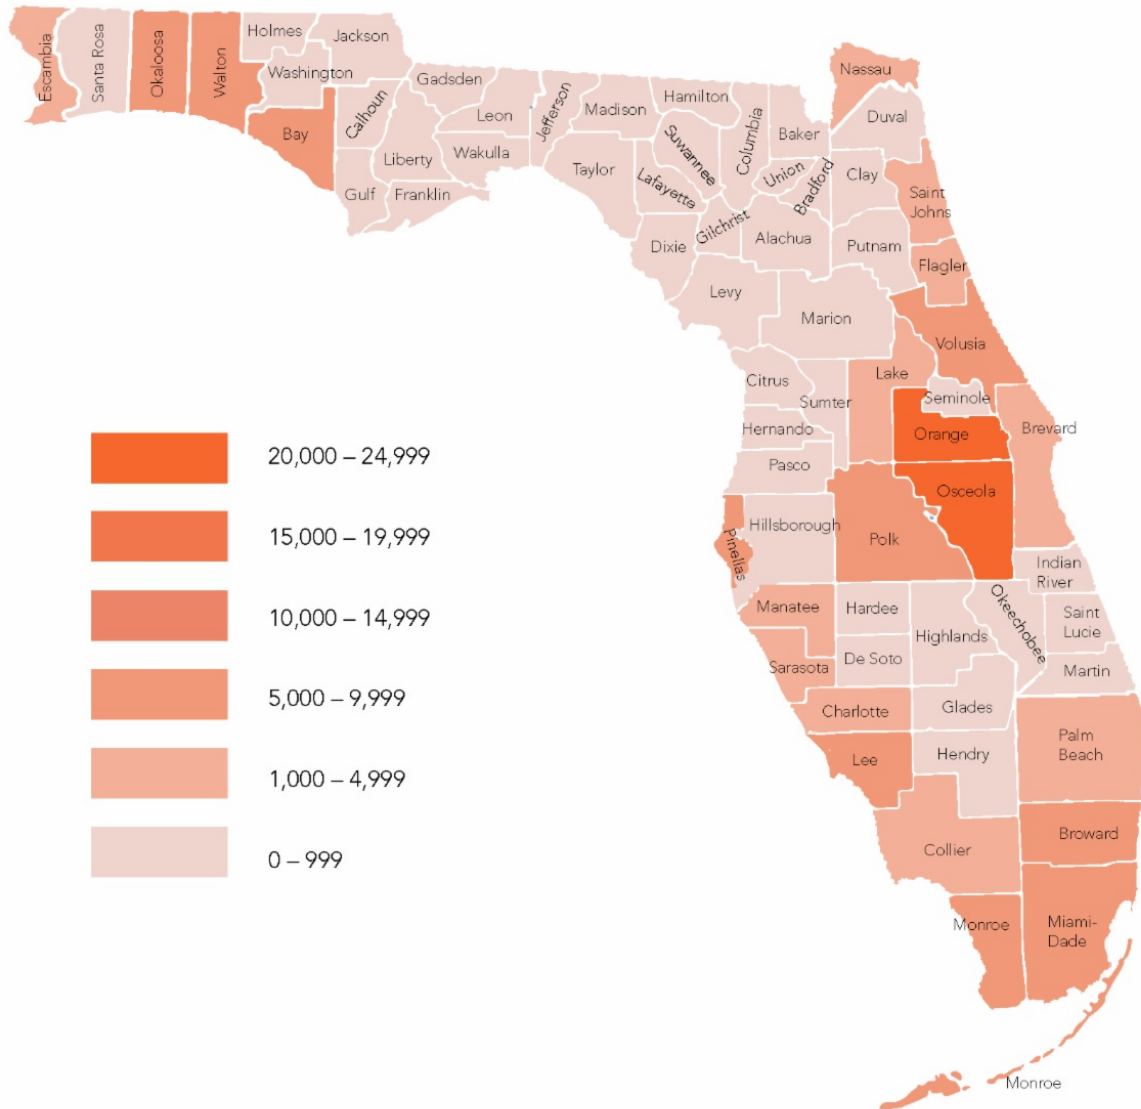 Escambia
Santa Rosa
Okaloosa
Walton
Holmes
Jackson
Washington
Bay
Calhoun
Gadsden
Liberty
Gulf
Franklin
Leon
Wakulla
Jefferson
Madison
Taylor
Hamilton
Suwannee
Lafayette
Columbia
Baker
Union
Bradford
Nassau
Duval
Clay
Saint
Johns
Dixie
Gilchrist
Alachua
Putnam
Flagler
Levy
Marion
Volusia
Citrus
Sumter
Lake
Seminole
Hernando
Orange
Brevard
Pasco
Osceola
Pinellas
Hillsborough
Polk
Indian
River
Manatee
Hardee
Highlands
Okeechobee
Saint
Lucie
Sarasota
De Soto
Martin
Charlotte
Glades
Lee
Hendry
Palm
Beach
Collier
Broward
Monroe
Miami-
Dade
Monroe
20,000 – 24,999
15,000 – 19,999
10,000 – 14,999
5,000 – 9,999
1,000 – 4,999
0 – 999